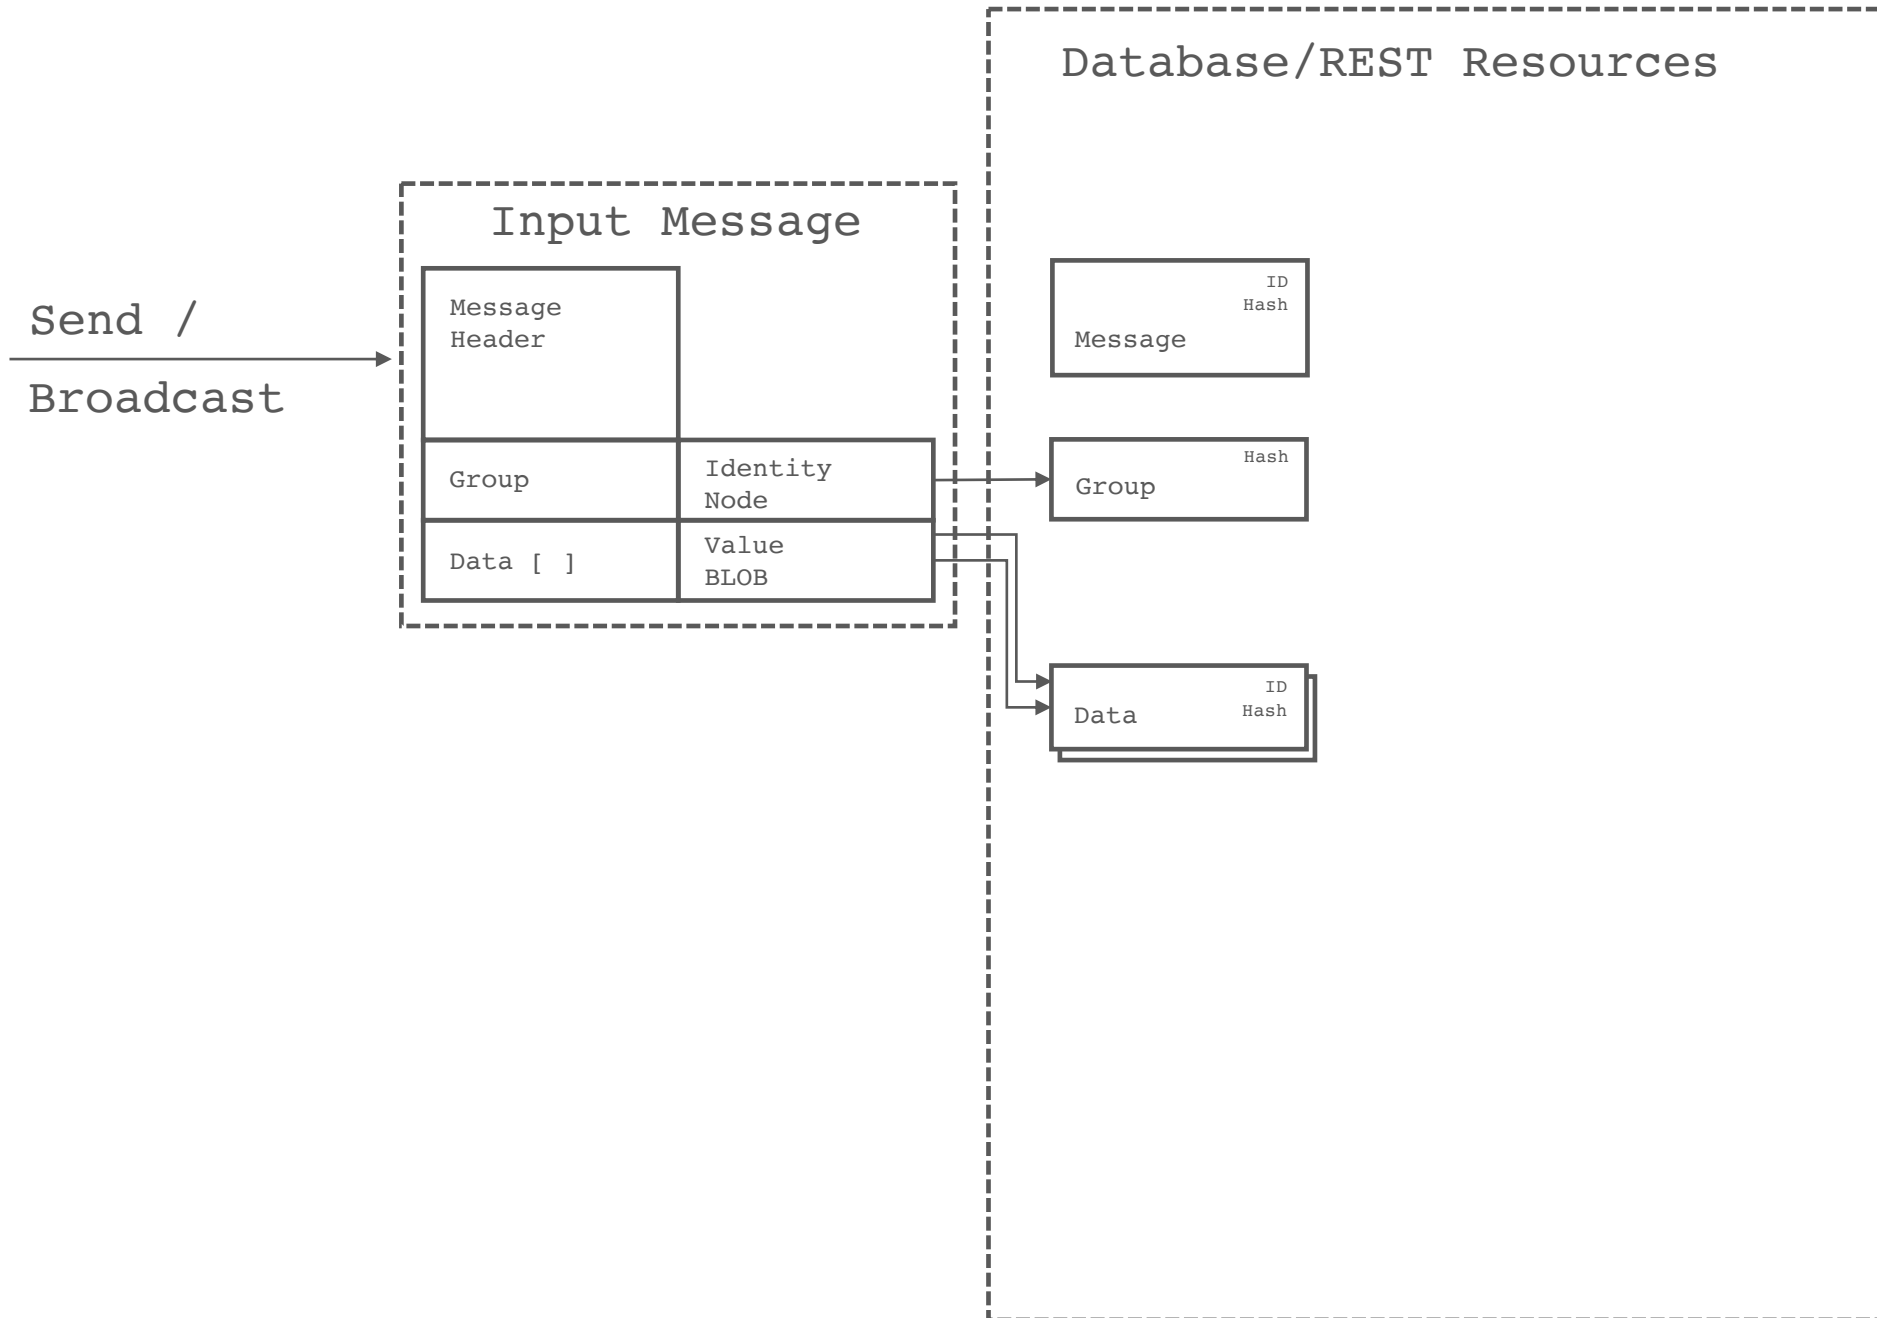 Database/REST Resources
Input Message
Send /
Broadcast
Message
Header
Group
Identity
Node
Data [ ]
Value
BLOB
ID
Hash
Message
Hash
Group
ID
Hash
Data